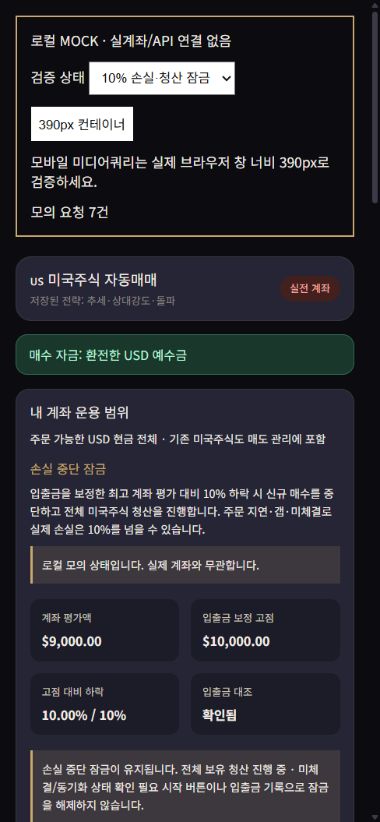 로컬 MOCK · 실계좌/API 연결 없음
검증 상태 10% 손실·청산 잠금
390px 컨테이너
모바일 미디어쿼리는 실제 브라우저 창 너비 390px로
검증하세요.
모의 요청 7건
us 미국주식 자동매매
저장된 전략: 추세·상대강도·돌파
실전 계좌
매수 자금: 환전한 USD 예수금
내 계좌 운용 범위
주문 가능한 USD 현금 전체 · 기존 미국주식도 매도 관리에 포함
손실 중단 잠금
입출금을 보정한 최고 계좌 평가 대비 10% 하락 시 신규 매수를 중
단하고 전체 미국주식 청산을 진행합니다. 주문 지연·갭·미체결로
실제 손실은 10%를 넘을 수 있습니다.
로컬 모의 상태입니다. 실제 계좌와 무관합니다.
계좌 평가액
$9,000.00
입출금 보정 고점
$10,000.00
고점 대비 하락
10.00% / 10%
입출금 대조
확인됨
손실 중단 잠금이 유지됩니다. 전체 보유 청산 진행 중 · 미체
결/동기화 상태 확인 필요 시작 버튼이나 입출금 기록으로 잠금
을 해제하지 않습니다.